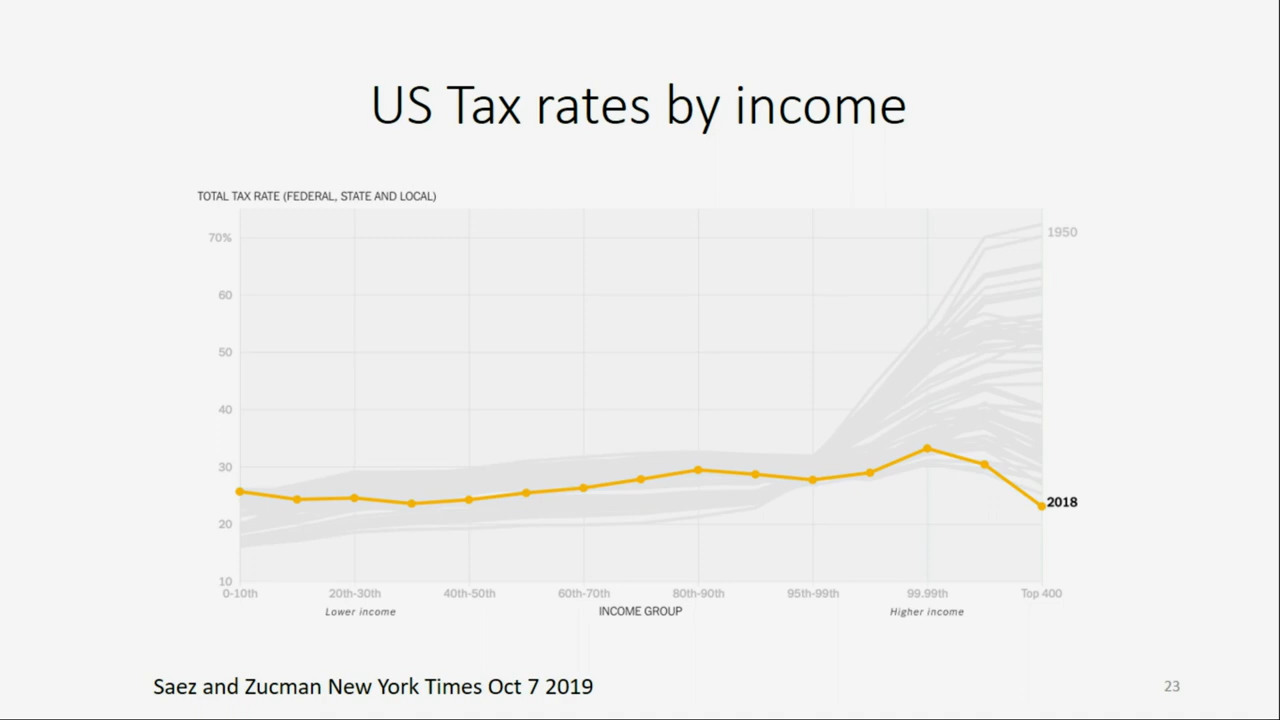 US Tax rates by income
TOTAL TAX RATE (FEDERAL, STATE AND LOCAL)
70%
1950
60
50
40
30
2018
20
10
0-10th 20th-30th 40th-50th 60th-70th 80th-90th 95th-99th 99.99th Top 400
Lower income INCOME GROUP Higher income
Saez and Zucman New York Times Oct 7 2019
23